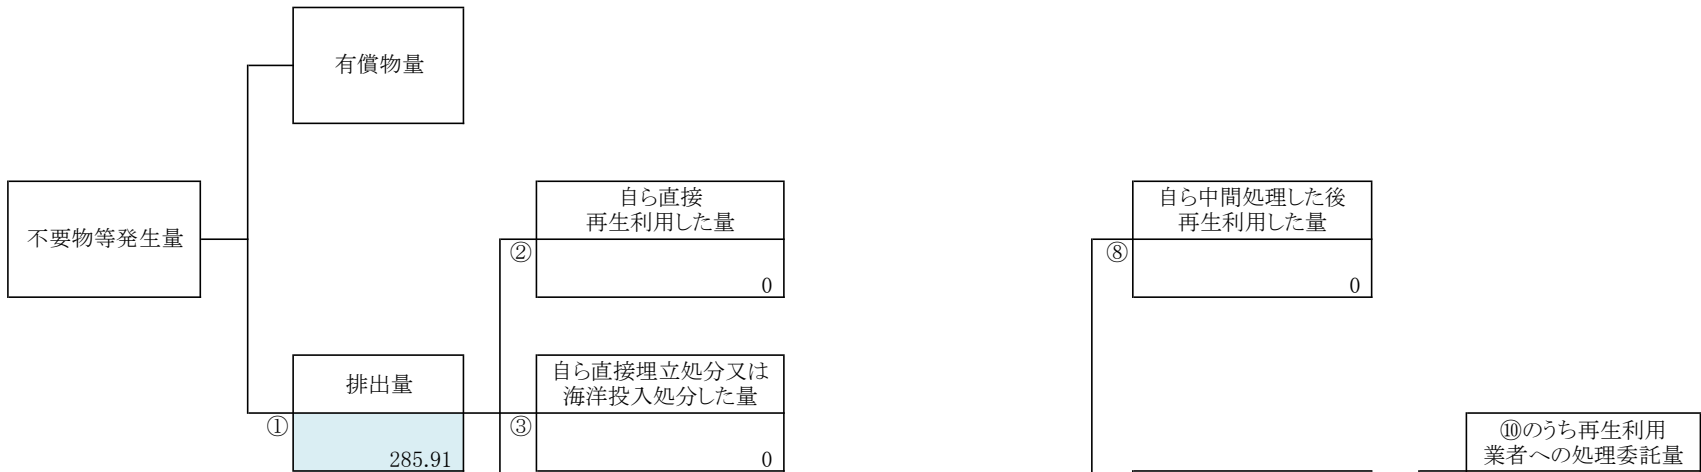 有償物量
不要物等発生量
自ら直接
再生利用した量
②
0
自ら中間処理した後
再生利用した量
⑧
0
排出量
①
285.91
自ら直接埋立処分又は
海洋投入処分した量
③
0
⑩のうち再生利用
業者への処理委託量